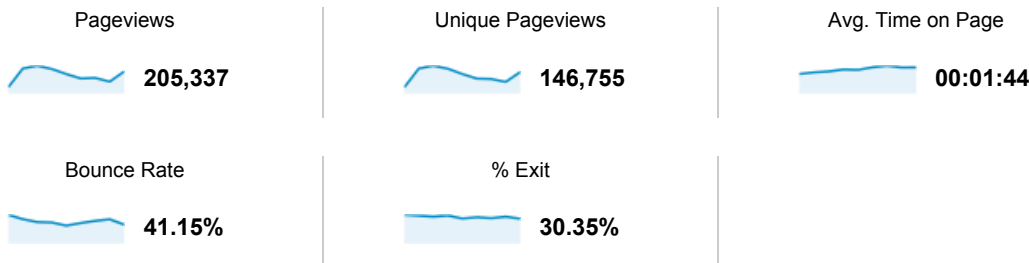 Pageviews
205,337
Unique Pageviews
146,755
Avg. Time on Page
00:01:44
Bounce Rate
41.15%
% Exit
30.35%